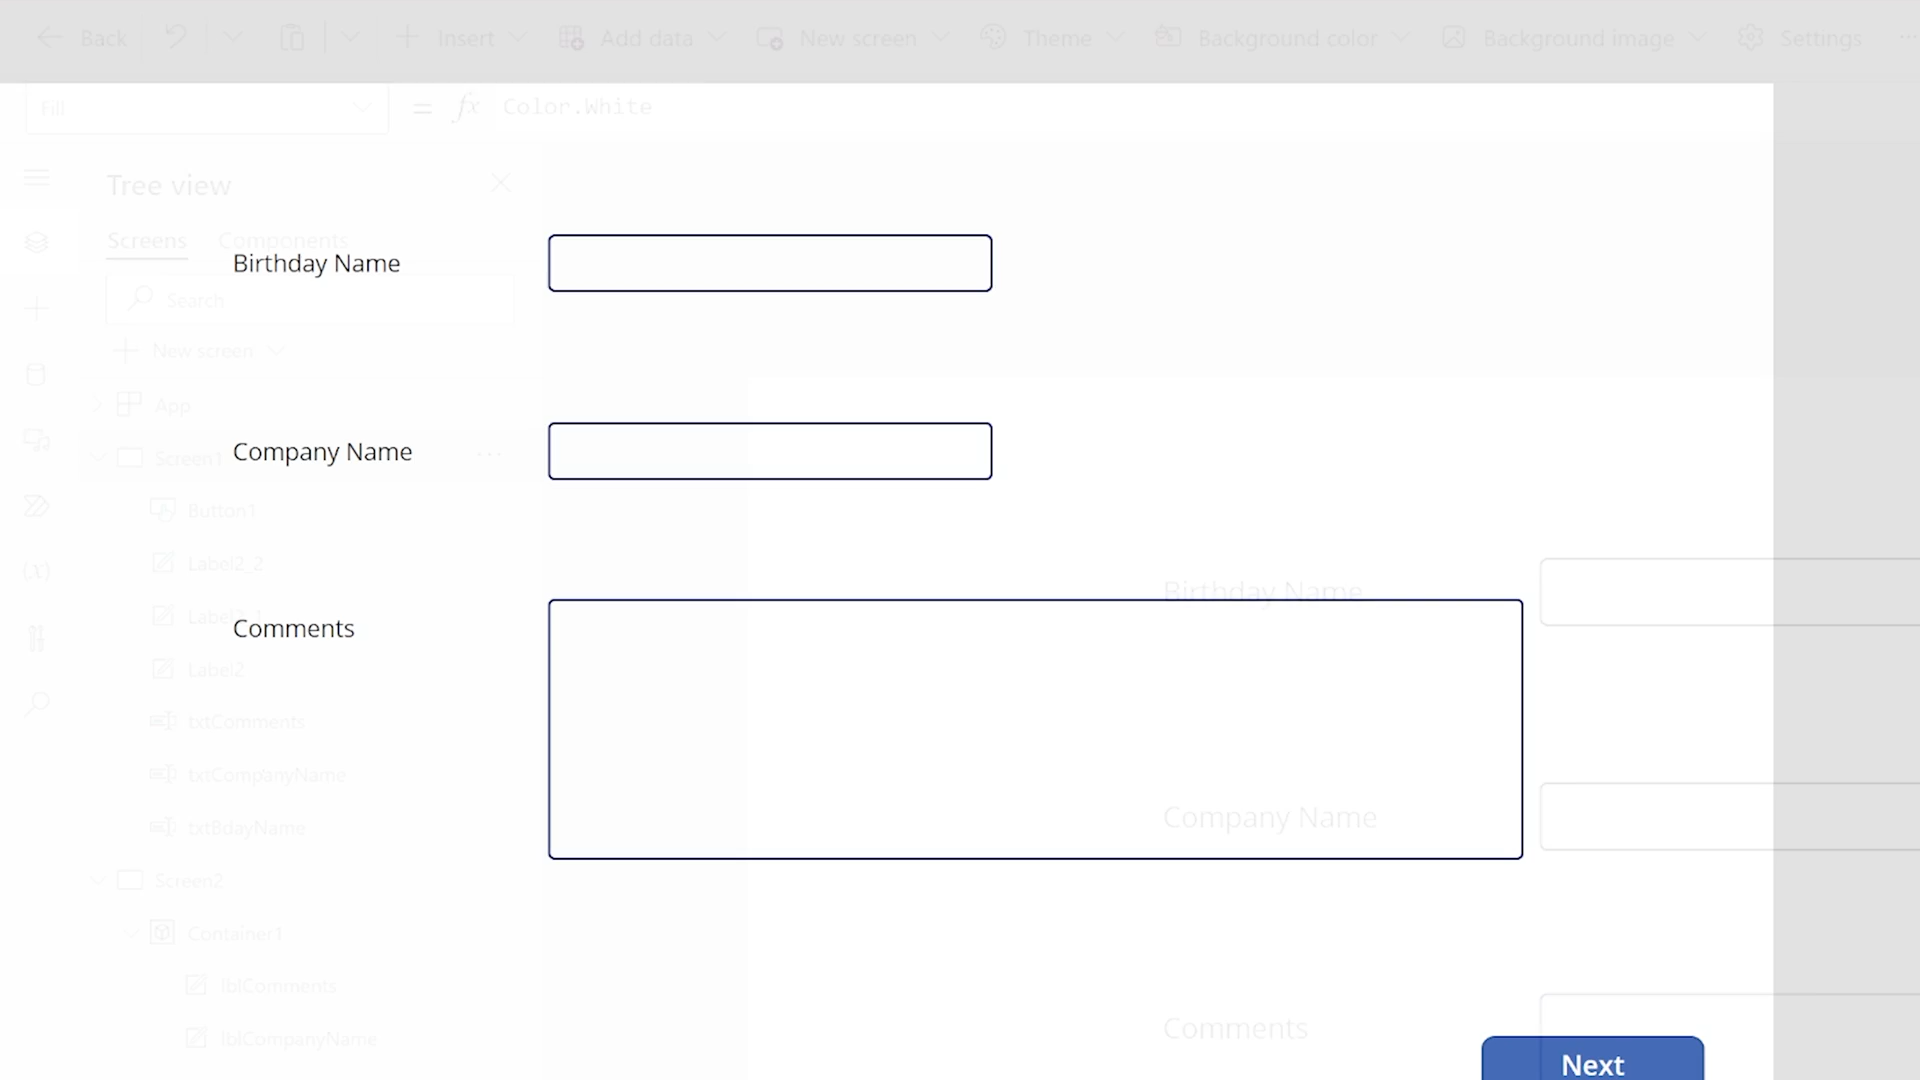 Back Insert Add data New screen Theme Background color Background image Settings ...
Fill = fx Color.White
Tree view
Screens Components
Birthday Name
Search
New screen
App
Screen1 ...
Company Name
Button1
Label2_2
Birthday Name
Label2_1
Comments
Label2
txtComments
txtCompanyName
Company Name
txtBdayName
Screen2
Container1
lblComments
Comments
lblCompanyName
Next